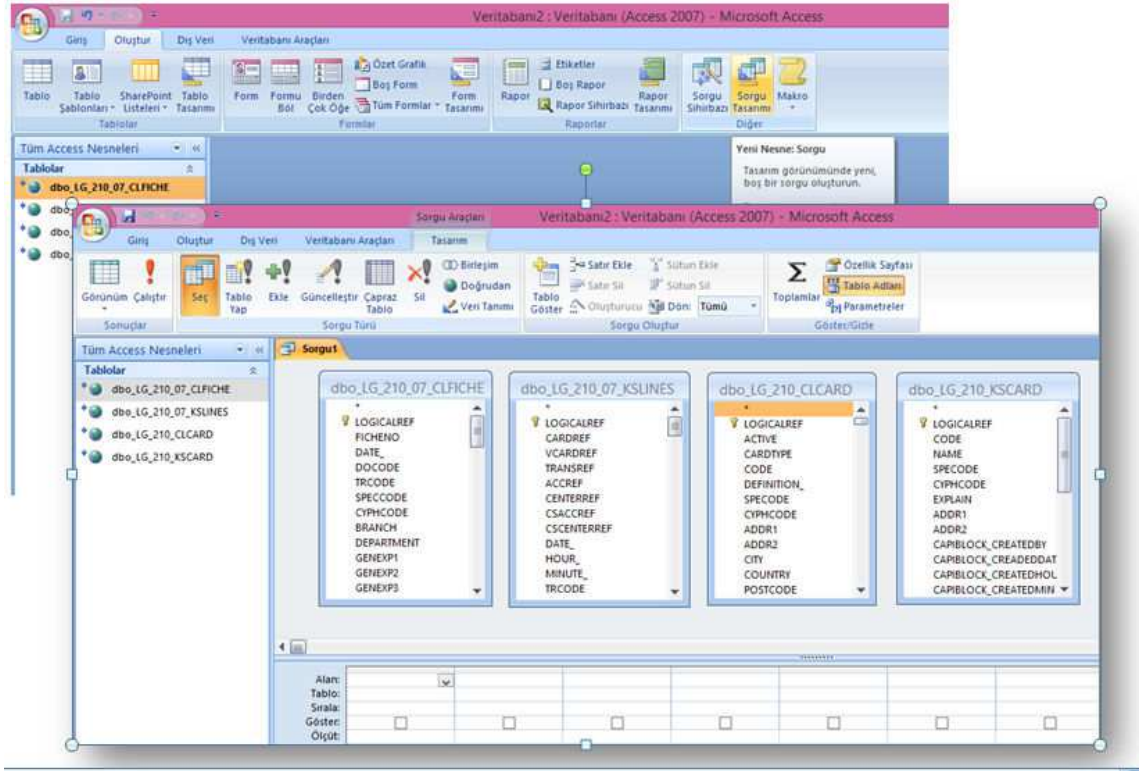 Veritabanı2 : Veritabanı (Access 2007) - Microsoft Access
Giriş Oluştur Dış Veri Veritabanı Araçları
Tablo Tablo Şablonları SharePoint Listeleri Tablo Tasarımı
Tablolar
Form Formu Böl Birden Çok Öğe Özet Grafik Boş Form Tüm Formlar Form Tasarımı
Formlar
Rapor Etiketler Boş Rapor Rapor Sihirbazı Rapor Tasarımı
Raporlar
Sorgu Sihirbazı Sorgu Tasarımı Makro
Diğer
Tüm Access Nesneleri
Tablolar
dbo_LG_210_07_CLFICHE
dbo_
dbo_
dbo_
Yeni Nesne: Sorgu
Tasarım görünümünde yeni,
boş bir sorgu oluşturun.
Sorgu Araçları Veritabanı2 : Veritabanı (Access 2007) - Microsoft Access
Giriş Oluştur Dış Veri Veritabanı Araçları Tasarım
Görünüm Çalıştır
Sonuçlar
Seç Tablo Yap Ekle Güncelleştir Çapraz Tablo Sil Birleşim Doğrudan Veri Tanımı
Sorgu Türü
Tablo Göster Satır Ekle Satır Sil Oluşturucu Sütun Ekle Sütun Sil Dön: Tümü
Sorgu Oluştur
Toplamlar Özellik Sayfası Tablo Adları Parametreler
Göster/Gizle
Tüm Access Nesneleri
Tablolar
dbo_LG_210_07_CLFICHE
dbo_LG_210_07_KSLINES
dbo_LG_210_CLCARD
dbo_LG_210_KSCARD
Sorgu1
dbo_LG_210_07_CLFICHE
*
LOGICALREF
FICHENO
DATE_
DOCODE
TRCODE
SPECCODE
CYPHCODE
BRANCH
DEPARTMENT
GENEXP1
GENEXP2
GENEXP3
dbo_LG_210_07_KSLINES
*
LOGICALREF
CARDREF
VCARDREF
TRANSREF
ACCREF
CENTERREF
CSACCREF
CSCENTERREF
DATE_
HOUR_
MINUTE_
TRCODE
dbo_LG_210_CLCARD
*
LOGICALREF
ACTIVE
CARDTYPE
CODE
DEFINITION_
SPECODE
CYPHCODE
ADDR1
ADDR2
CITY
COUNTRY
POSTCODE
dbo_LG_210_KSCARD
*
LOGICALREF
CODE
NAME
SPECODE
CYPHCODE
EXPLAIN
ADDR1
ADDR2
CAPIBLOCK_CREATEDBY
CAPIBLOCK_CREADEDDAT
CAPIBLOCK_CREATEDHOU
CAPIBLOCK_CREATEDMIN
Alan:
Tablo:
Sırala:
Göster:
Ölçüt: